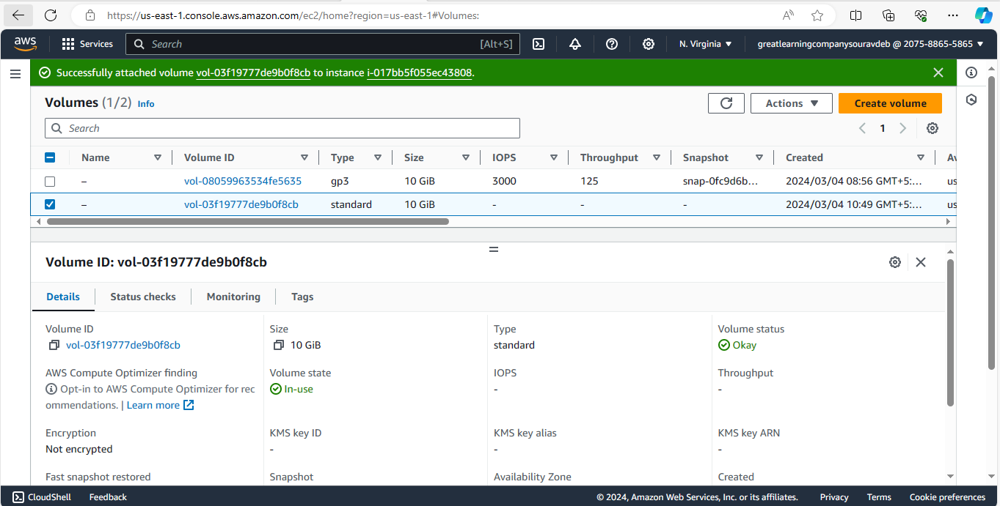 https://us-east-1.console.aws.amazon.com/ec2/home?region=us-east-1#Volumes:
aws Services Search [Alt+S] N. Virginia greatlearningcompanysouravdeb @ 2075-8865-5865
Successfully attached volume vol-03f19777de9b0f8cb to instance i-017bb5f055ec43808.
Volumes (1/2) Info Actions Create volume
Search 1
Name Volume ID Type Size IOPS Throughput Snapshot Created Av
– vol-08059963534fe5635 gp3 10 GiB 3000 125 snap-0fc9d6b… 2024/03/04 08:56 GMT+5:… us
– vol-03f19777de9b0f8cb standard 10 GiB - - - 2024/03/04 10:49 GMT+5:… us
Volume ID: vol-03f19777de9b0f8cb
Details Status checks Monitoring Tags
Volume ID Size Type Volume status
vol-03f19777de9b0f8cb 10 GiB standard Okay
AWS Compute Optimizer finding Volume state IOPS Throughput
Opt-in to AWS Compute Optimizer for rec In-use - -
ommendations. | Learn more
Encryption KMS key ID KMS key alias KMS key ARN
Not encrypted - - -
Fast snapshot restored Snapshot Availability Zone Created
CloudShell Feedback © 2024, Amazon Web Services, Inc. or its affiliates. Privacy Terms Cookie preferences